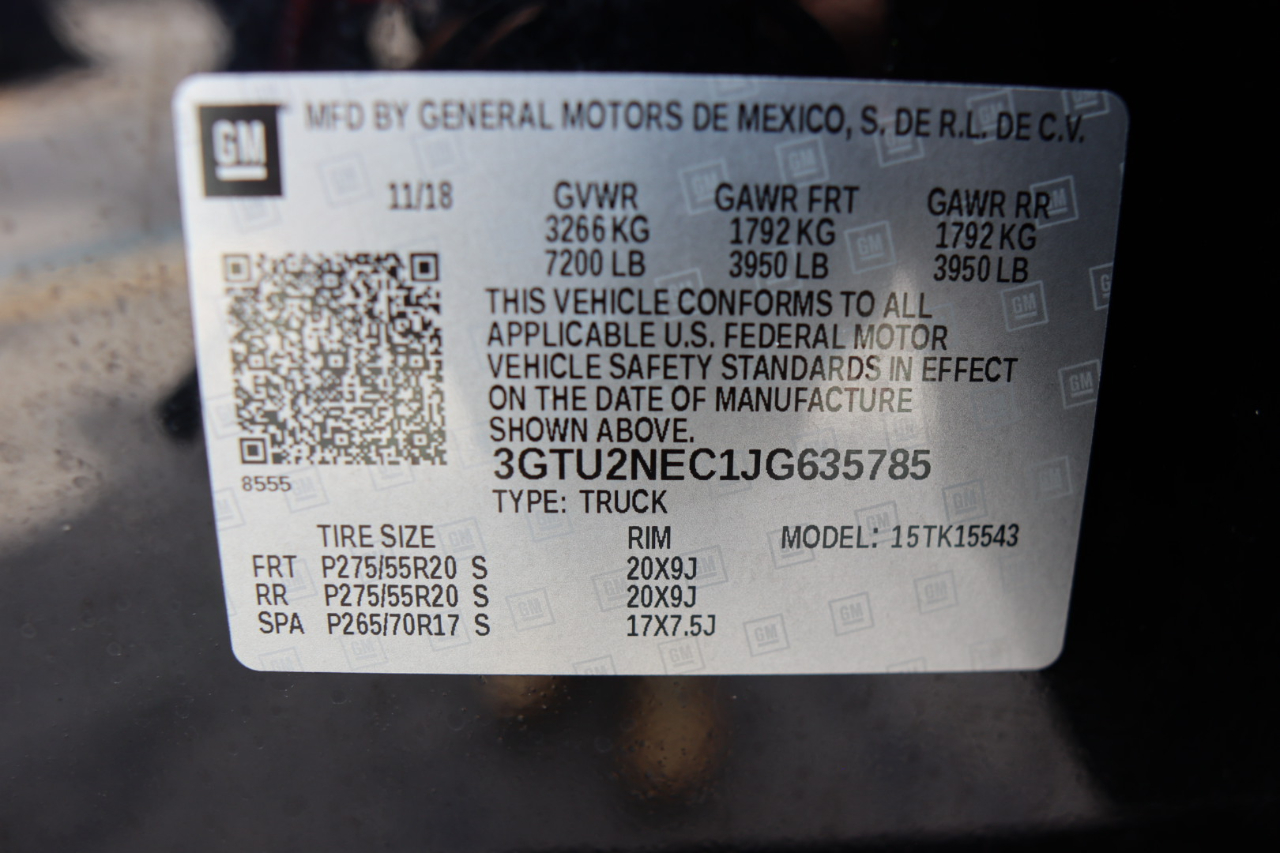 GM MFD BY GENERAL MOTORS DE MEXICO, S. DE R.L. DE C.V.
11/18 GVWR GAWR FRT GAWR RR
3266 KG 1792 KG 1792 KG
7200 LB 3950 LB 3950 LB
THIS VEHICLE CONFORMS TO ALL
APPLICABLE U.S. FEDERAL MOTOR
VEHICLE SAFETY STANDARDS IN EFFECT
ON THE DATE OF MANUFACTURE
SHOWN ABOVE.
3GTU2NEC1JG635785
8555
TYPE: TRUCK
TIRE SIZE RIM MODEL: 15TK15543
FRT P275/55R20 S 20X9J
RR P275/55R20 S 20X9J
SPA P265/70R17 S 17X7.5J